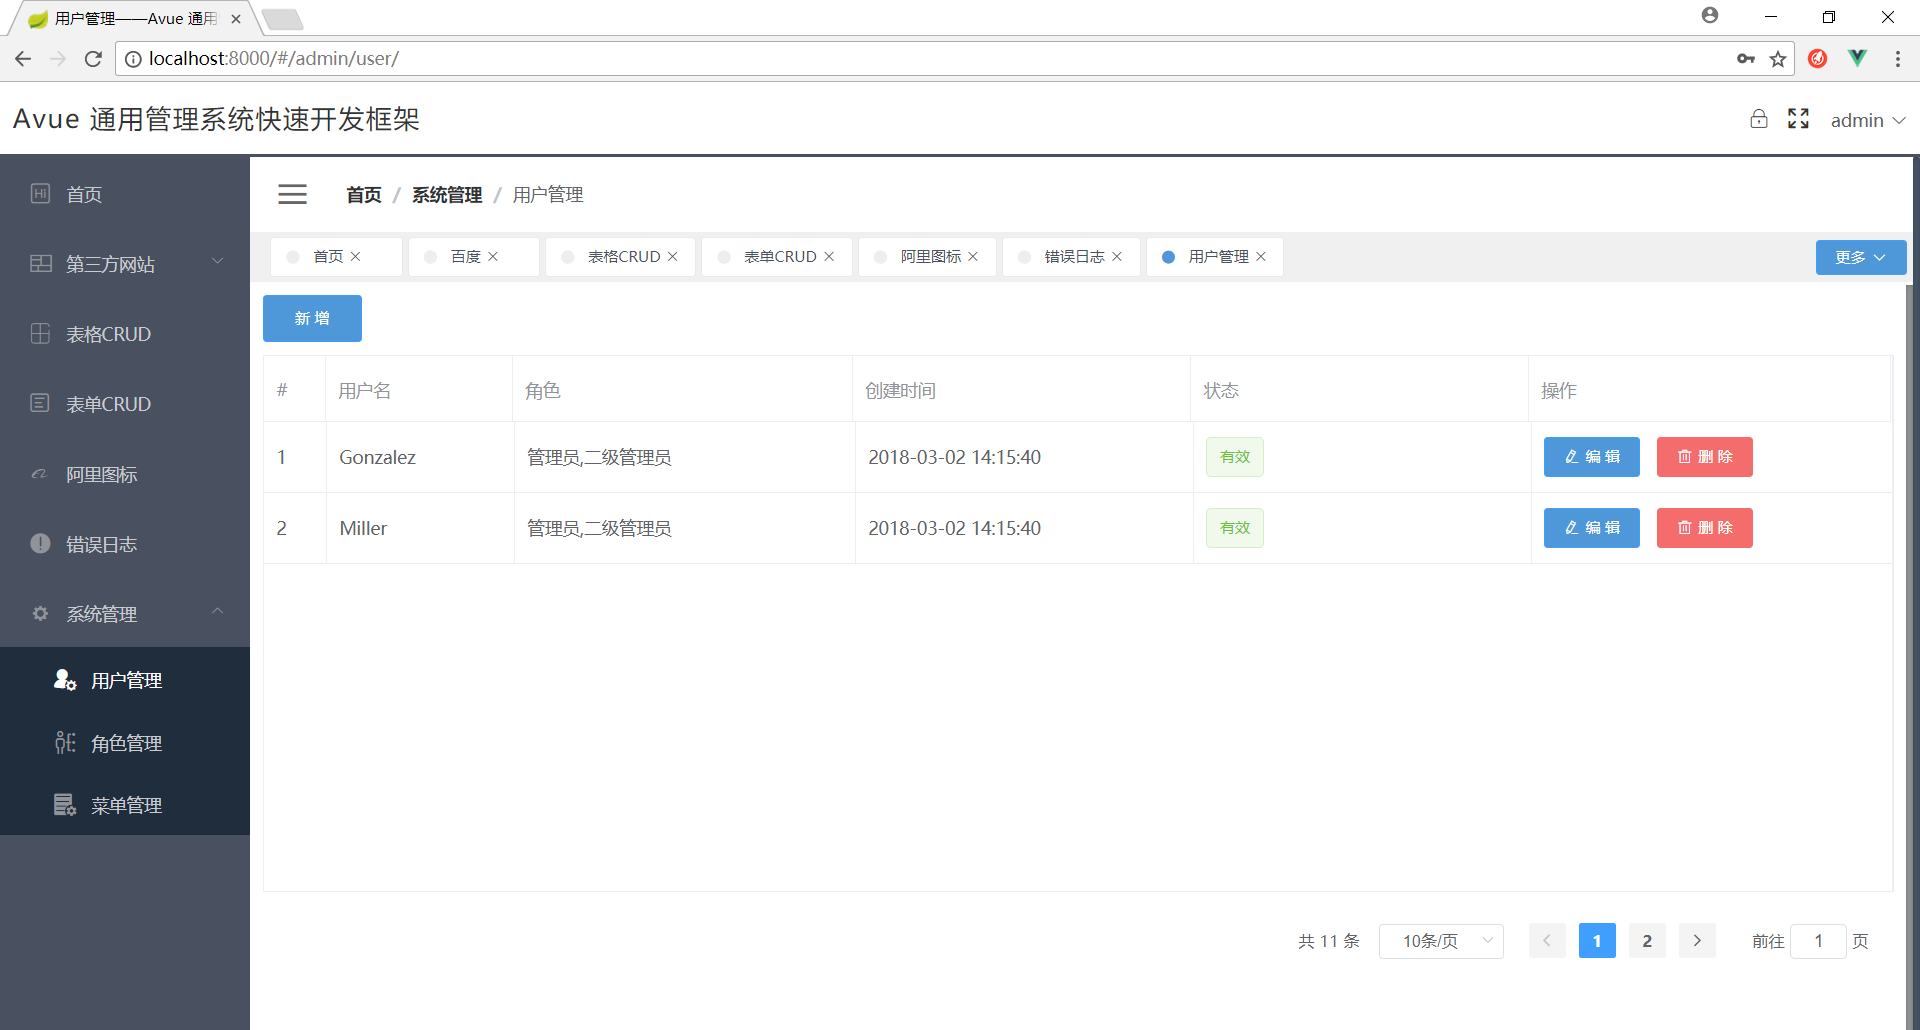 用户管理——Avue 通用
localhost:8000/#/admin/user/
Avue 通用管理系统快速开发框架
admin
首页
第三方网站
表格CRUD
表单CRUD
阿里图标
错误日志
系统管理
用户管理
角色管理
菜单管理
首页 / 系统管理 / 用户管理
首页 百度 表格CRUD 表单CRUD 阿里图标 错误日志 用户管理 更多
新 增
# 用户名 角色 创建时间 状态 操作
1 Gonzalez 管理员,二级管理员 2018-03-02 14:15:40 有效 编 辑 删 除
2 Miller 管理员,二级管理员 2018-03-02 14:15:40 有效 编 辑 删 除
共 11 条 10条/页 1 2 前往 1 页